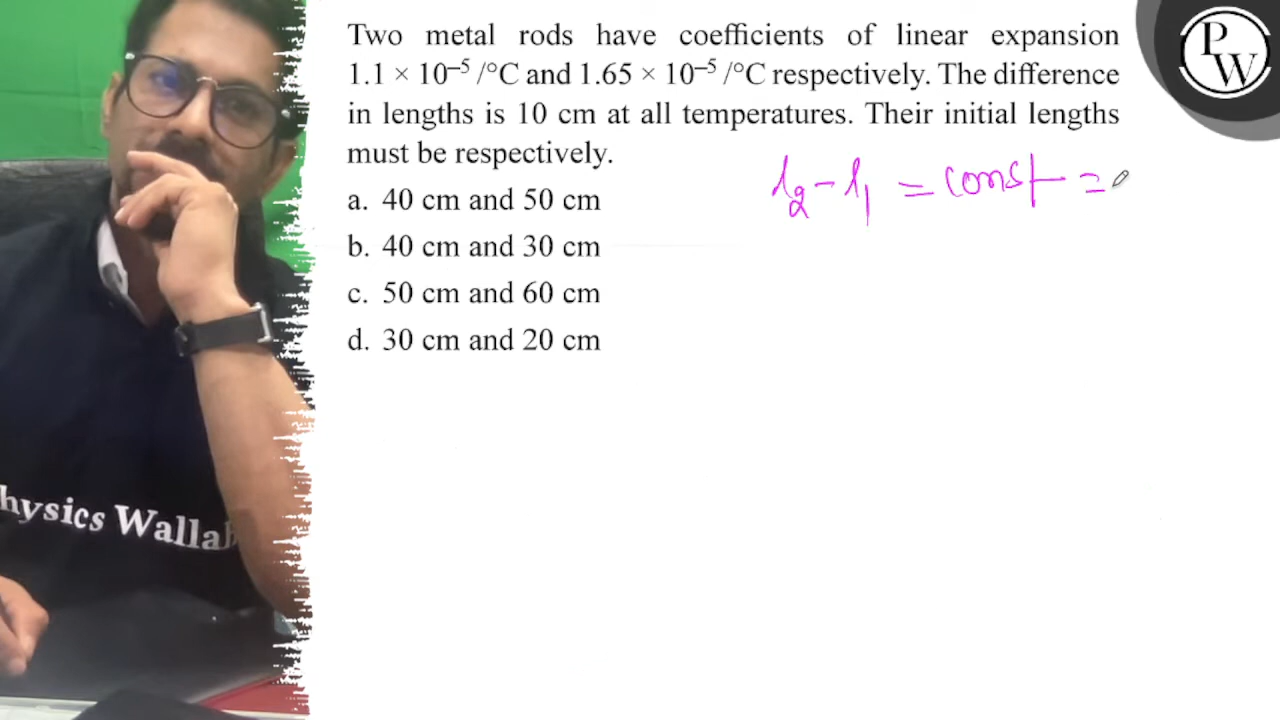 Two metal rods have coefficients of linear expansion
1.1 × 10⁻⁵ /°C and 1.65 × 10⁻⁵ /°C respectively. The difference
in lengths is 10 cm at all temperatures. Their initial lengths
must be respectively.
a. 40 cm and 50 cm
b. 40 cm and 30 cm
c. 50 cm and 60 cm
d. 30 cm and 20 cm
l₂ - l₁ = const =
PW
hysics Walla